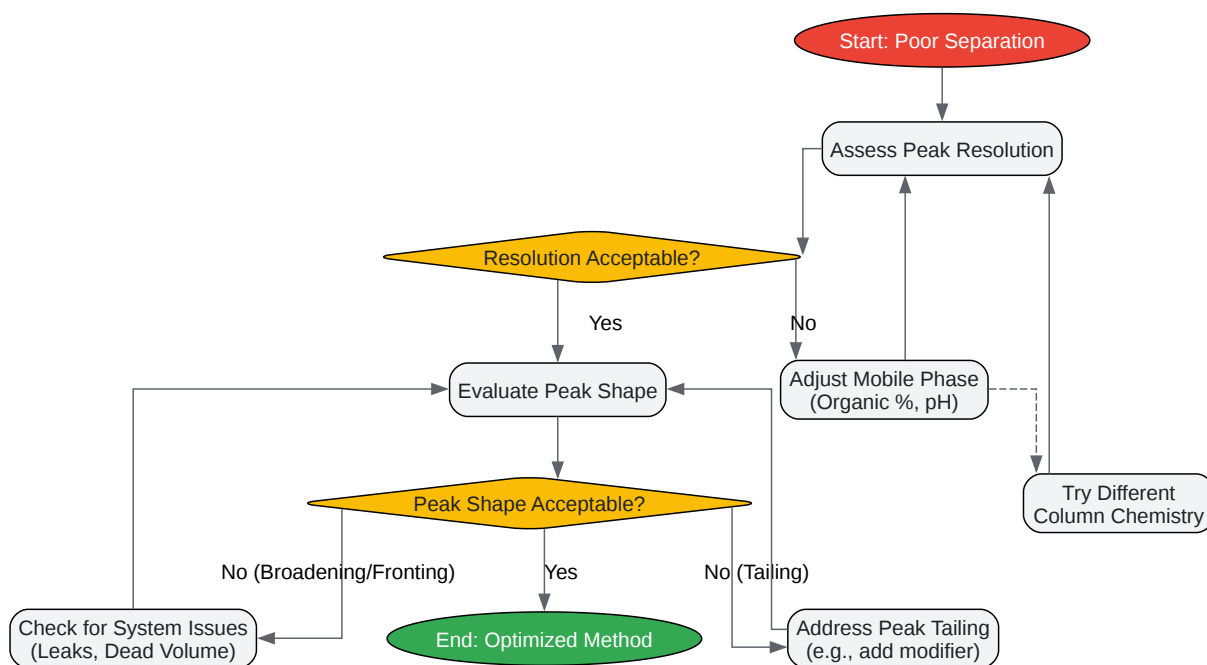 Start: Poor Separation
Assess Peak Resolution
Resolution Acceptable?
Yes
No
Evaluate Peak Shape
Adjust Mobile Phase
(Organic %, pH)
Peak Shape Acceptable?
Try Different
Column Chemistry
No (Broadening/Fronting)
Yes
No (Tailing)
Check for System Issues
(Leaks, Dead Volume)
End: Optimized Method
Address Peak Tailing
(e.g., add modifier)